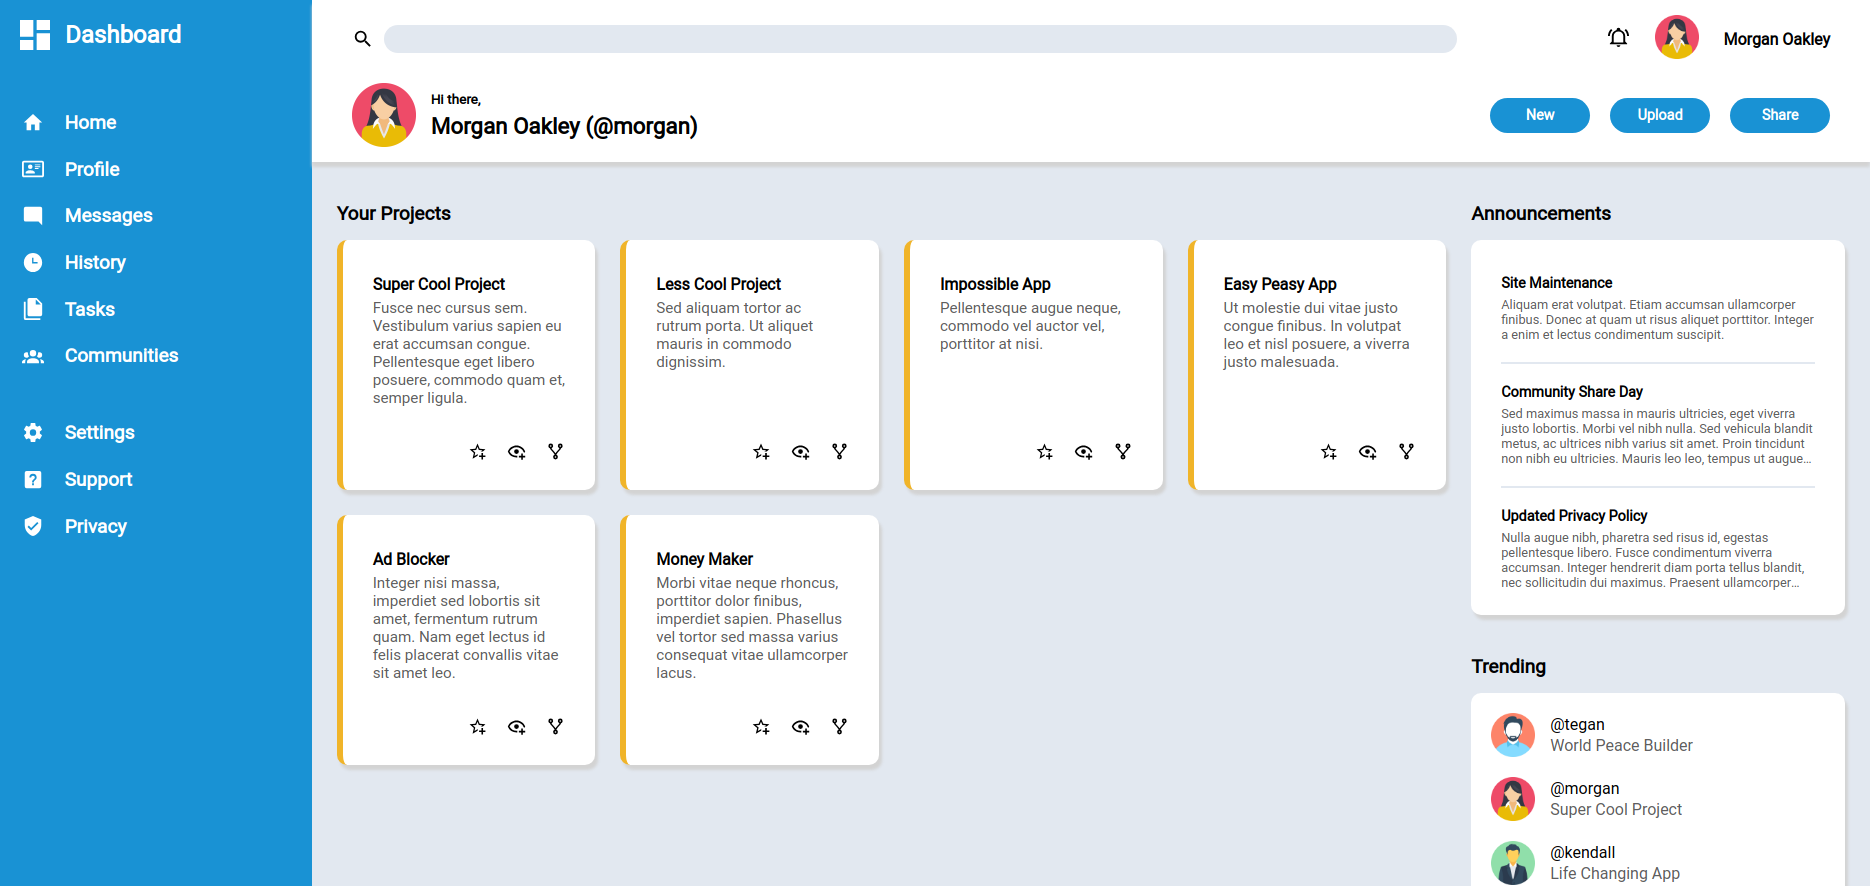 Dashboard
Home
Profile
Messages
History
Tasks
Communities
Settings
Support
Privacy
Morgan Oakley
Hi there,
Morgan Oakley (@morgan)
New
Upload
Share
Your Projects
Super Cool Project
Fusce nec cursus sem.
Vestibulum varius sapien eu
erat accumsan congue.
Pellentesque eget libero
posuere, commodo quam et,
semper ligula.
Less Cool Project
Sed aliquam tortor ac
rutrum porta. Ut aliquet
mauris in commodo
dignissim.
Impossible App
Pellentesque augue neque,
commodo vel auctor vel,
porttitor at nisi.
Easy Peasy App
Ut molestie dui vitae justo
congue finibus. In volutpat
leo et nisl posuere, a viverra
justo malesuada.
Ad Blocker
Integer nisi massa,
imperdiet sed lobortis sit
amet, fermentum rutrum
quam. Nam eget lectus id
felis placerat convallis vitae
sit amet leo.
Money Maker
Morbi vitae neque rhoncus,
porttitor dolor finibus,
imperdiet sapien. Phasellus
vel tortor sed massa varius
consequat vitae ullamcorper
lacus.
Announcements
Site Maintenance
Aliquam erat volutpat. Etiam accumsan ullamcorper
finibus. Donec at quam ut risus aliquet porttitor. Integer
a enim et lectus condimentum suscipit.
Community Share Day
Sed maximus massa in mauris ultricies, eget viverra
justo lobortis. Morbi vel nibh nulla. Sed vehicula blandit
metus, ac ultrices nibh varius sit amet. Proin tincidunt
non nibh eu ultricies. Mauris leo leo, tempus ut augue...
Updated Privacy Policy
Nulla augue nibh, pharetra sed risus id, egestas
pellentesque libero. Fusce condimentum viverra
accumsan. Integer hendrerit diam porta tellus blandit,
nec sollicitudin dui maximus. Praesent ullamcorper...
Trending
@tegan
World Peace Builder
@morgan
Super Cool Project
@kendall
Life Changing App